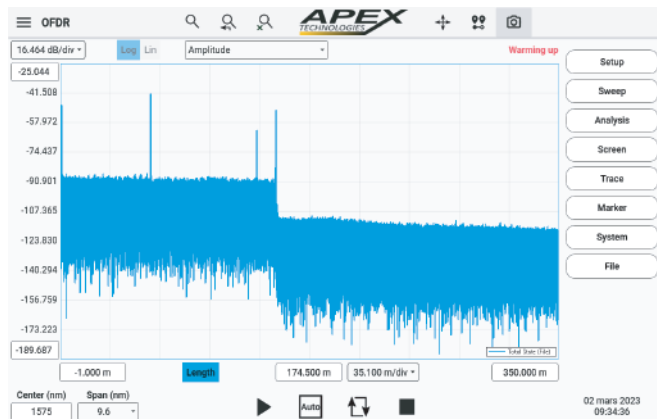 OFDR
APEX
TECHNOLOGIES
16.464 dB/div
Log Lin
Amplitude
Warming up
-25.044
-41.508
-57.972
-74.437
-90.901
-107.365
-123.830
-140.294
-156.759
-173.223
-189.687
Total State (File)
Setup
Sweep
Analysis
Screen
Trace
Marker
System
File
-1.000 m
Length
174.500 m
35.100 m/div
350.000 m
Center (nm)
Span (nm)
1575
9.6
Auto
02 mars 2023
09:34:36